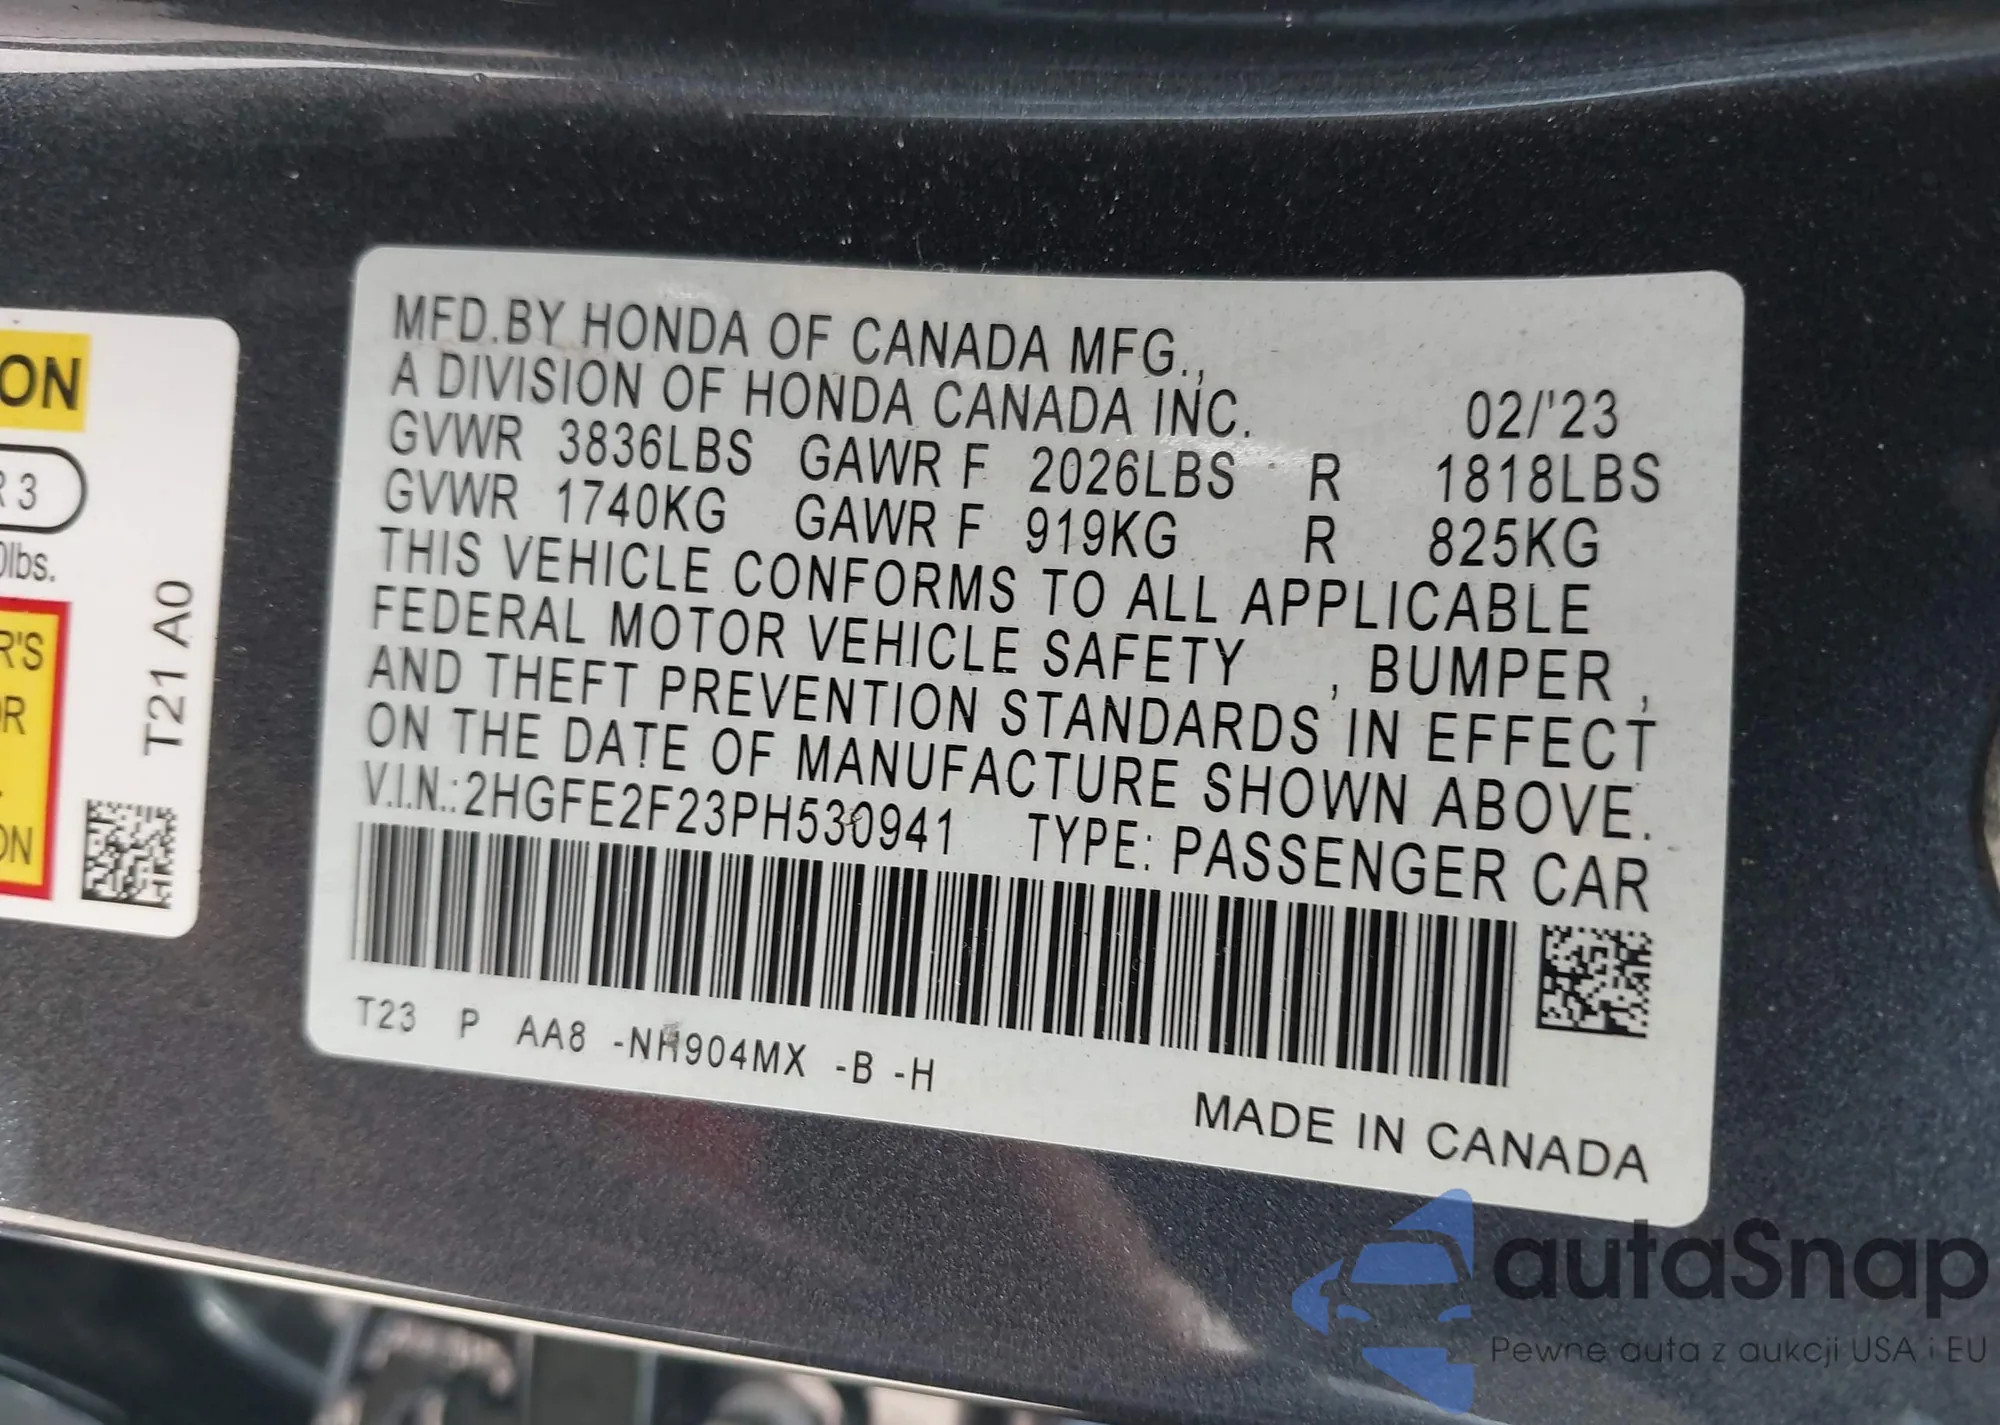 ON
R 3
0lbs.
R'S
OR
ON
T21 A0
MFD.BY HONDA OF CANADA MFG.,
A DIVISION OF HONDA CANADA INC. 02/'23
GVWR 3836LBS GAWR F 2026LBS R 1818LBS
GVWR 1740KG GAWR F 919KG R 825KG
THIS VEHICLE CONFORMS TO ALL APPLICABLE
FEDERAL MOTOR VEHICLE SAFETY , BUMPER ,
AND THEFT PREVENTION STANDARDS IN EFFECT
ON THE DATE OF MANUFACTURE SHOWN ABOVE.
V.I.N.:2HGFE2F23PH530941 TYPE: PASSENGER CAR
T23 P AA8 -NH904MX -B -H
MADE IN CANADA
autaSnap
Pewne auta z aukcji USA i EU